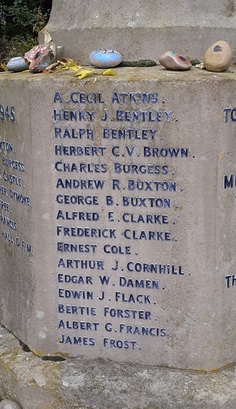 A. CECIL ATKINS.
HENRY J. BENTLEY.
RALPH BENTLEY.
HERBERT C.V. BROWN.
CHARLES BURGESS.
ANDREW R. BUXTON.
GEORGE B. BUXTON.
ALFRED E. CLARKE.
FREDERICK CLARKE.
ERNEST COLE.
ARTHUR J. CORNHILL.
EDGAR W. DAMEN.
EDWIN J. FLACK.
BERTIE FORSTER.
ALBERT G. FRANCIS.
JAMES FROST.